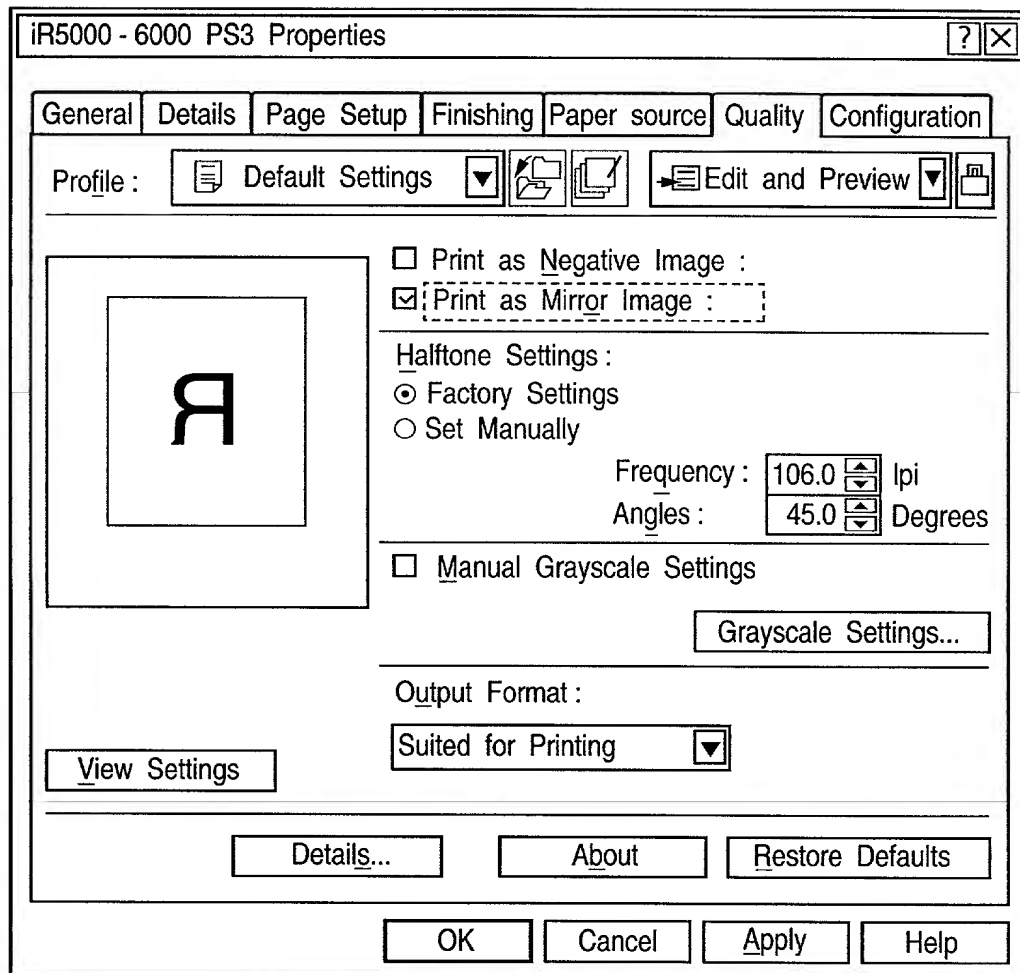 iR5000 - 6000 PS3 Properties ?
General Details Page Setup Finishing Paper source Quality Configuration
Profile : Default Settings Edit and Preview
Print as Negative Image :
Print as Mirror Image :
R
Halftone Settings :
Factory Settings
Set Manually
Frequency : 106.0 lpi
Angles : 45.0 Degrees
Manual Grayscale Settings
Grayscale Settings...
Output Format :
Suited for Printing
View Settings
Details... About Restore Defaults
OK Cancel Apply Help